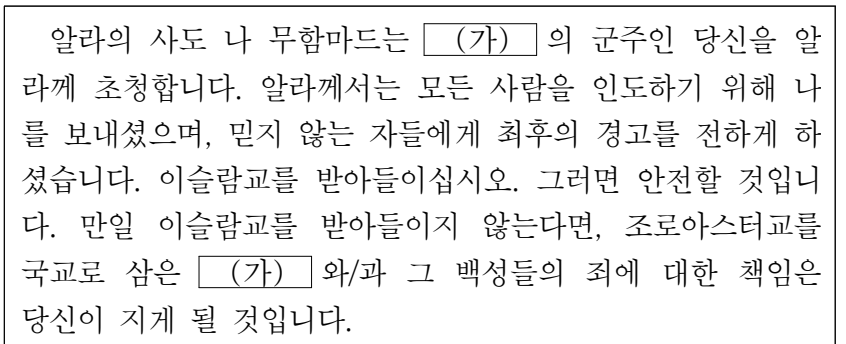 알라의 사도 나 무함마드는 (가) 의 군주인 당신을 알
라께 초청합니다. 알라께서는 모든 사람을 인도하기 위해 나
를 보내셨으며, 믿지 않는 자들에게 최후의 경고를 전하게 하
셨습니다. 이슬람교를 받아들이십시오. 그러면 안전할 것입니
다. 만일 이슬람교를 받아들이지 않는다면, 조로아스터교를
국교로 삼은 (가) 와/과 그 백성들의 죄에 대한 책임은
당신이 지게 될 것입니다.